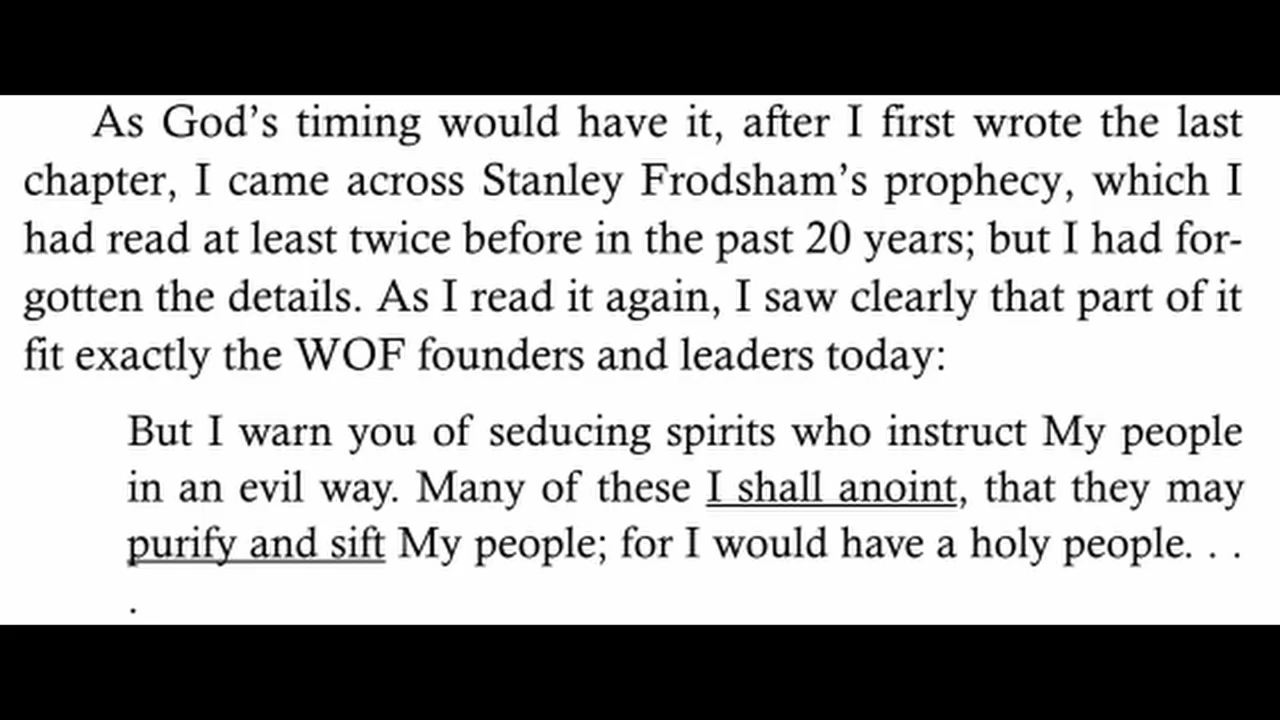 As God’s timing would have it, after I first wrote the last
chapter, I came across Stanley Frodsham’s prophecy, which I
had read at least twice before in the past 20 years; but I had for-
gotten the details. As I read it again, I saw clearly that part of it
fit exactly the WOF founders and leaders today:
But I warn you of seducing spirits who instruct My people
in an evil way. Many of these I shall anoint, that they may
purify and sift My people; for I would have a holy people. . .
.